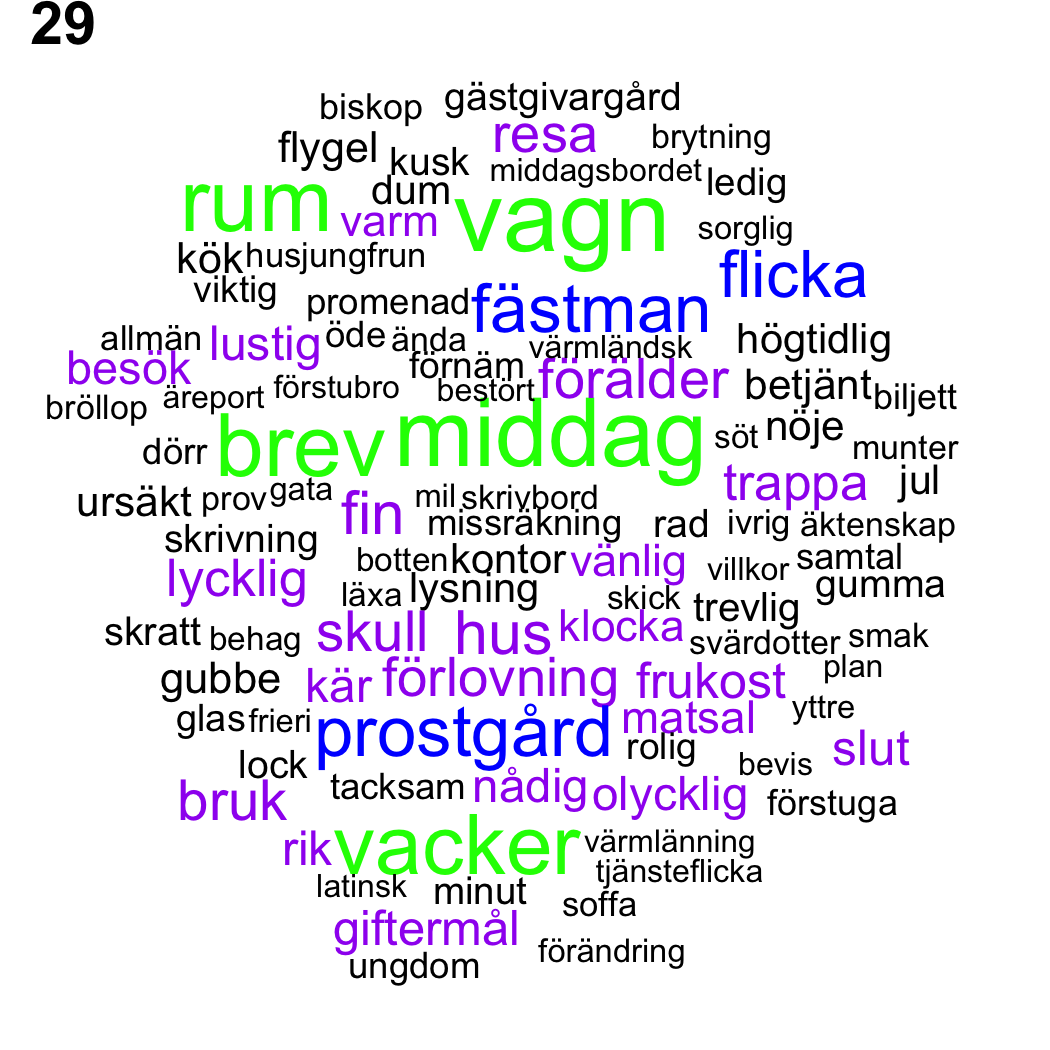 29
biskop gästgivargård
flygel resa brytning
kusk middagsbordet ledig
rum dum varm vagn sorglig
kök husjungfrun flicka
viktig promenad fästman
allmän lustig öde ända värmländsk högtidlig
besök förnäm förälder betjänt biljett
bröllop äreport förstubro bestört
dörr brev middag söt nöje munter
ursäkt prov gata fin mil skrivbord trappa jul
skrivning missräkning rad ivrig äktenskap
lycklig botten kontor vänlig villkor samtal
läxa lysning skick trevlig gumma
skratt behag skull hus klocka svärdotter smak
gubbe kär förlovning frukost plan
glas frieri prostgård matsal yttre
lock rolig bevis slut
bruk tacksam nådig olycklig förstuga
rik vacker värmlänning
latinsk minut tjänsteflicka
giftermål soffa
ungdom förändring